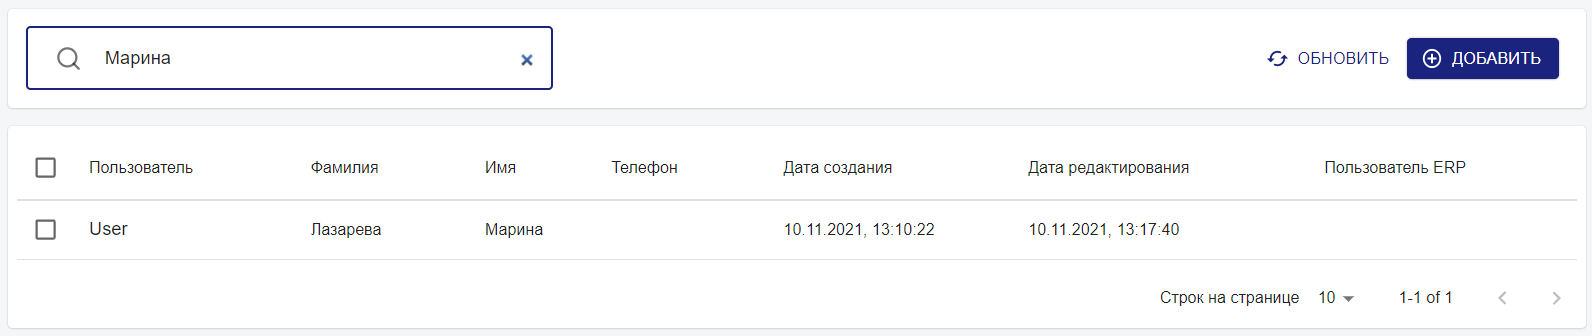 Марина
ОБНОВИТЬ ДОБАВИТЬ
Пользователь Фамилия Имя Телефон Дата создания Дата редактирования Пользователь ERP
User Лазарева Марина 10.11.2021, 13:10:22 10.11.2021, 13:17:40
Строк на странице 10 1-1 of 1